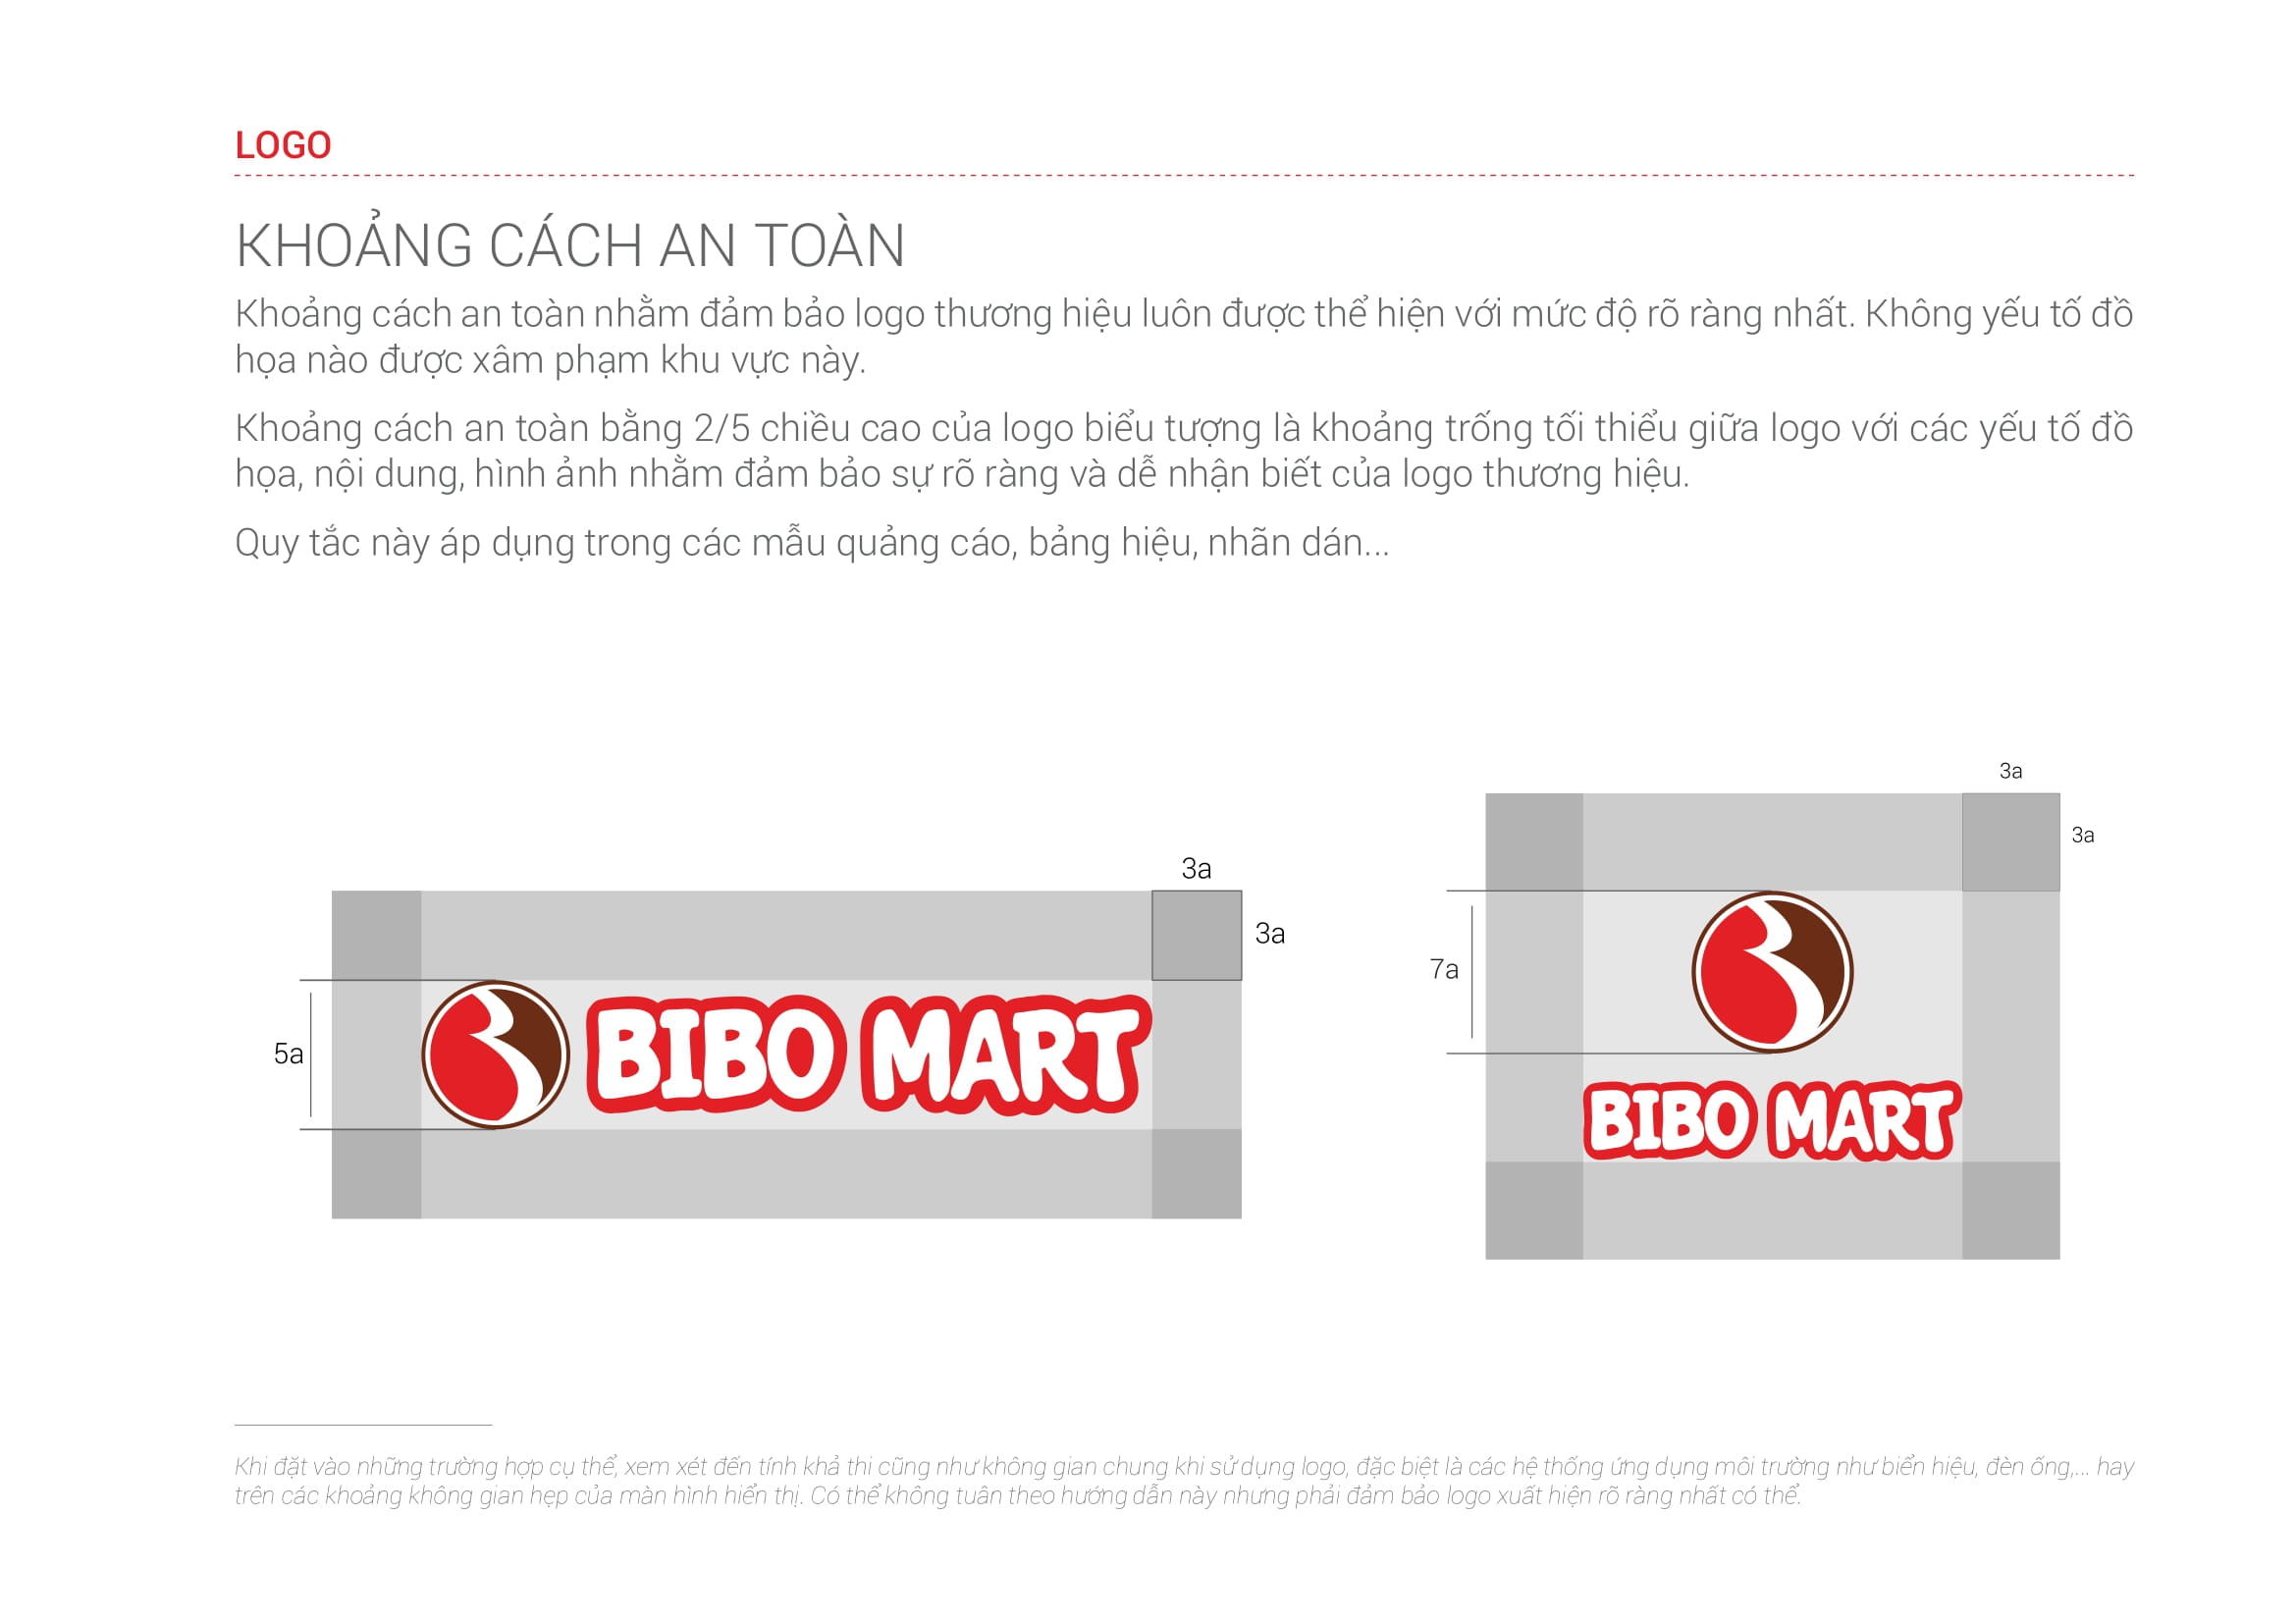 LOGO
KHOẢNG CÁCH AN TOÀN
Khoảng cách an toàn nhằm đảm bảo logo thương hiệu luôn được thể hiện với mức độ rõ ràng nhất. Không yếu tố đồ
họa nào được xâm phạm khu vực này.
Khoảng cách an toàn bằng 2/5 chiều cao của logo biểu tượng là khoảng trống tối thiểu giữa logo với các yếu tố đồ
họa, nội dung, hình ảnh nhằm đảm bảo sự rõ ràng và dễ nhận biết của logo thương hiệu.
Quy tắc này áp dụng trong các mẫu quảng cáo, bảng hiệu, nhãn dán...
3a
3a
5a
BIBO MART
3a
3a
7a
BIBO MART
Khi đặt vào những trường hợp cụ thể, xem xét đến tính khả thi cũng như không gian chung khi sử dụng logo, đặc biệt là các hệ thống ứng dụng môi trường như biển hiệu, đèn ống,... hay
trên các khoảng không gian hẹp của màn hình hiển thị. Có thể không tuân theo hướng dẫn này nhưng phải đảm bảo logo xuất hiện rõ ràng nhất có thể.